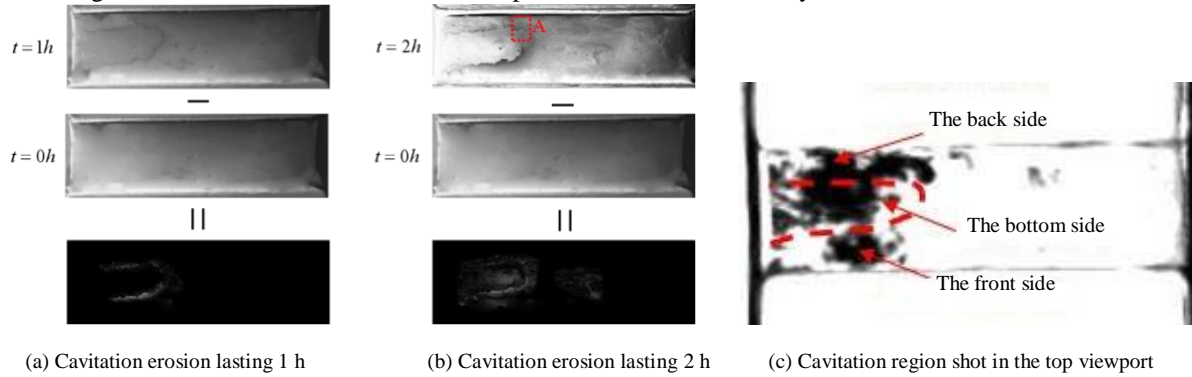 t = 1h
t = 0h
t = 2h
A
t = 0h
The back side
The bottom side
The front side
(a) Cavitation erosion lasting 1 h
(b) Cavitation erosion lasting 2 h
(c) Cavitation region shot in the top viewport